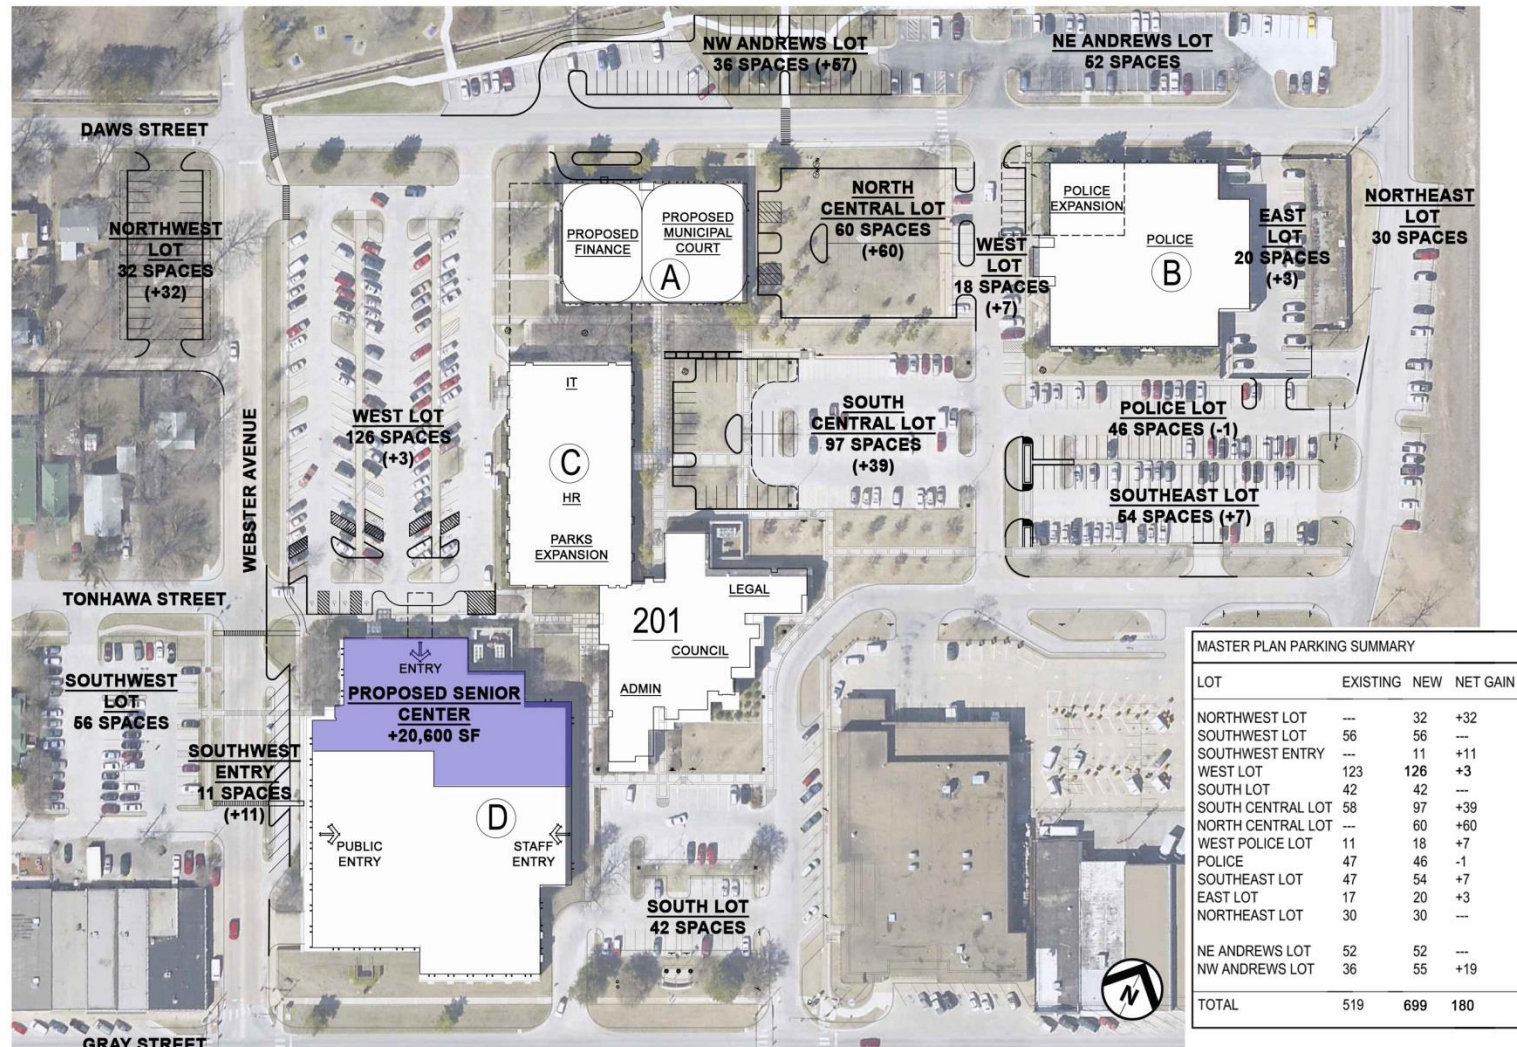 NW ANDREWS LOT
36 SPACES (+57)
NE ANDREWS LOT
52 SPACES
DAWS STREET
NORTHWEST
LOT
32 SPACES
(+32)
PROPOSED
FINANCE
PROPOSED
MUNICIPAL
COURT
A
NORTH
CENTRAL LOT
60 SPACES
(+60)
WEST
LOT
18 SPACES
(+7)
POLICE
EXPANSION
POLICE
B
EAST
LOT
20 SPACES
(+3)
NORTHEAST
LOT
30 SPACES
WEBSTER AVENUE
WEST LOT
126 SPACES
(+3)
IT
C
HR
PARKS
EXPANSION
SOUTH
CENTRAL LOT
97 SPACES
(+39)
POLICE LOT
46 SPACES (-1)
SOUTHEAST LOT
54 SPACES (+7)
TONHAWA STREET
LEGAL
201
COUNCIL
ADMIN
ENTRY
PROPOSED SENIOR
CENTER
+20,600 SF
SOUTHWEST
LOT
56 SPACES
SOUTHWEST
ENTRY
11 SPACES
(+11)
D
PUBLIC
ENTRY
STAFF
ENTRY
SOUTH LOT
42 SPACES
GRAY STREET
N
MASTER PLAN PARKING SUMMARY
LOT EXISTING NEW NET GAIN
NORTHWEST LOT --- 32 +32
SOUTHWEST LOT 56 56 ---
SOUTHWEST ENTRY --- 11 +11
WEST LOT 123 126 +3
SOUTH LOT 42 42 ---
SOUTH CENTRAL LOT 58 97 +39
NORTH CENTRAL LOT --- 60 +60
WEST POLICE LOT 11 18 +7
POLICE 47 46 -1
SOUTHEAST LOT 47 54 +7
EAST LOT 17 20 +3
NORTHEAST LOT 30 30 ---
NE ANDREWS LOT 52 52 ---
NW ANDREWS LOT 36 55 +19
TOTAL 519 699 180